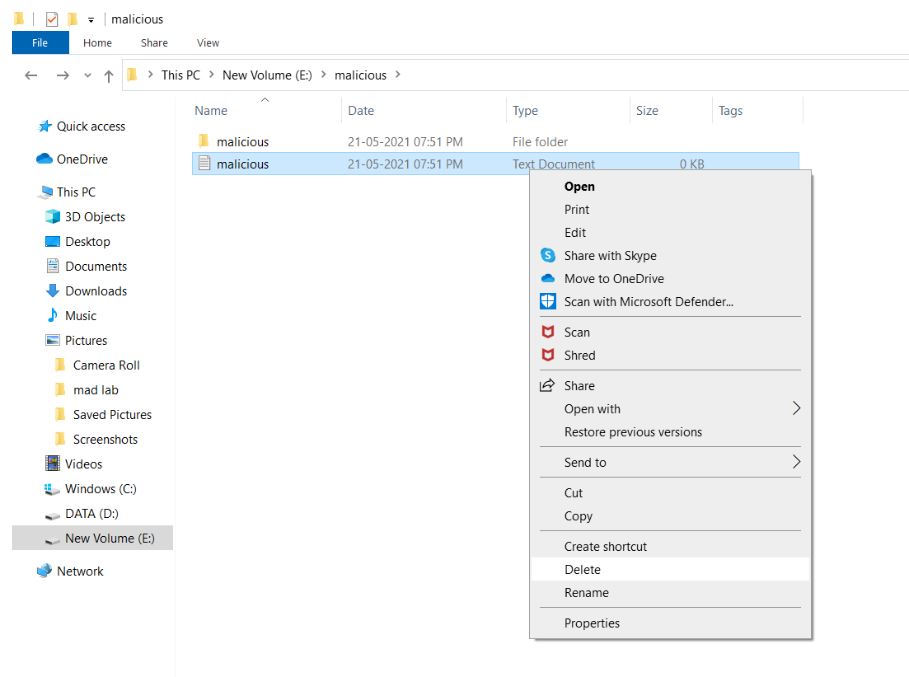 malicious
File Home Share View
This PC New Volume (E:) malicious
Name Date Type Size Tags
malicious 21-05-2021 07:51 PM File folder
malicious 21-05-2021 07:51 PM Text Document 0 KB
Quick access
OneDrive
This PC
3D Objects
Desktop
Documents
Downloads
Music
Pictures
Camera Roll
mad lab
Saved Pictures
Screenshots
Videos
Windows (C:)
DATA (D:)
New Volume (E:)
Network
Open
Print
Edit
Share with Skype
Move to OneDrive
Scan with Microsoft Defender...
Scan
Shred
Share
Open with
Restore previous versions
Send to
Cut
Copy
Create shortcut
Delete
Rename
Properties